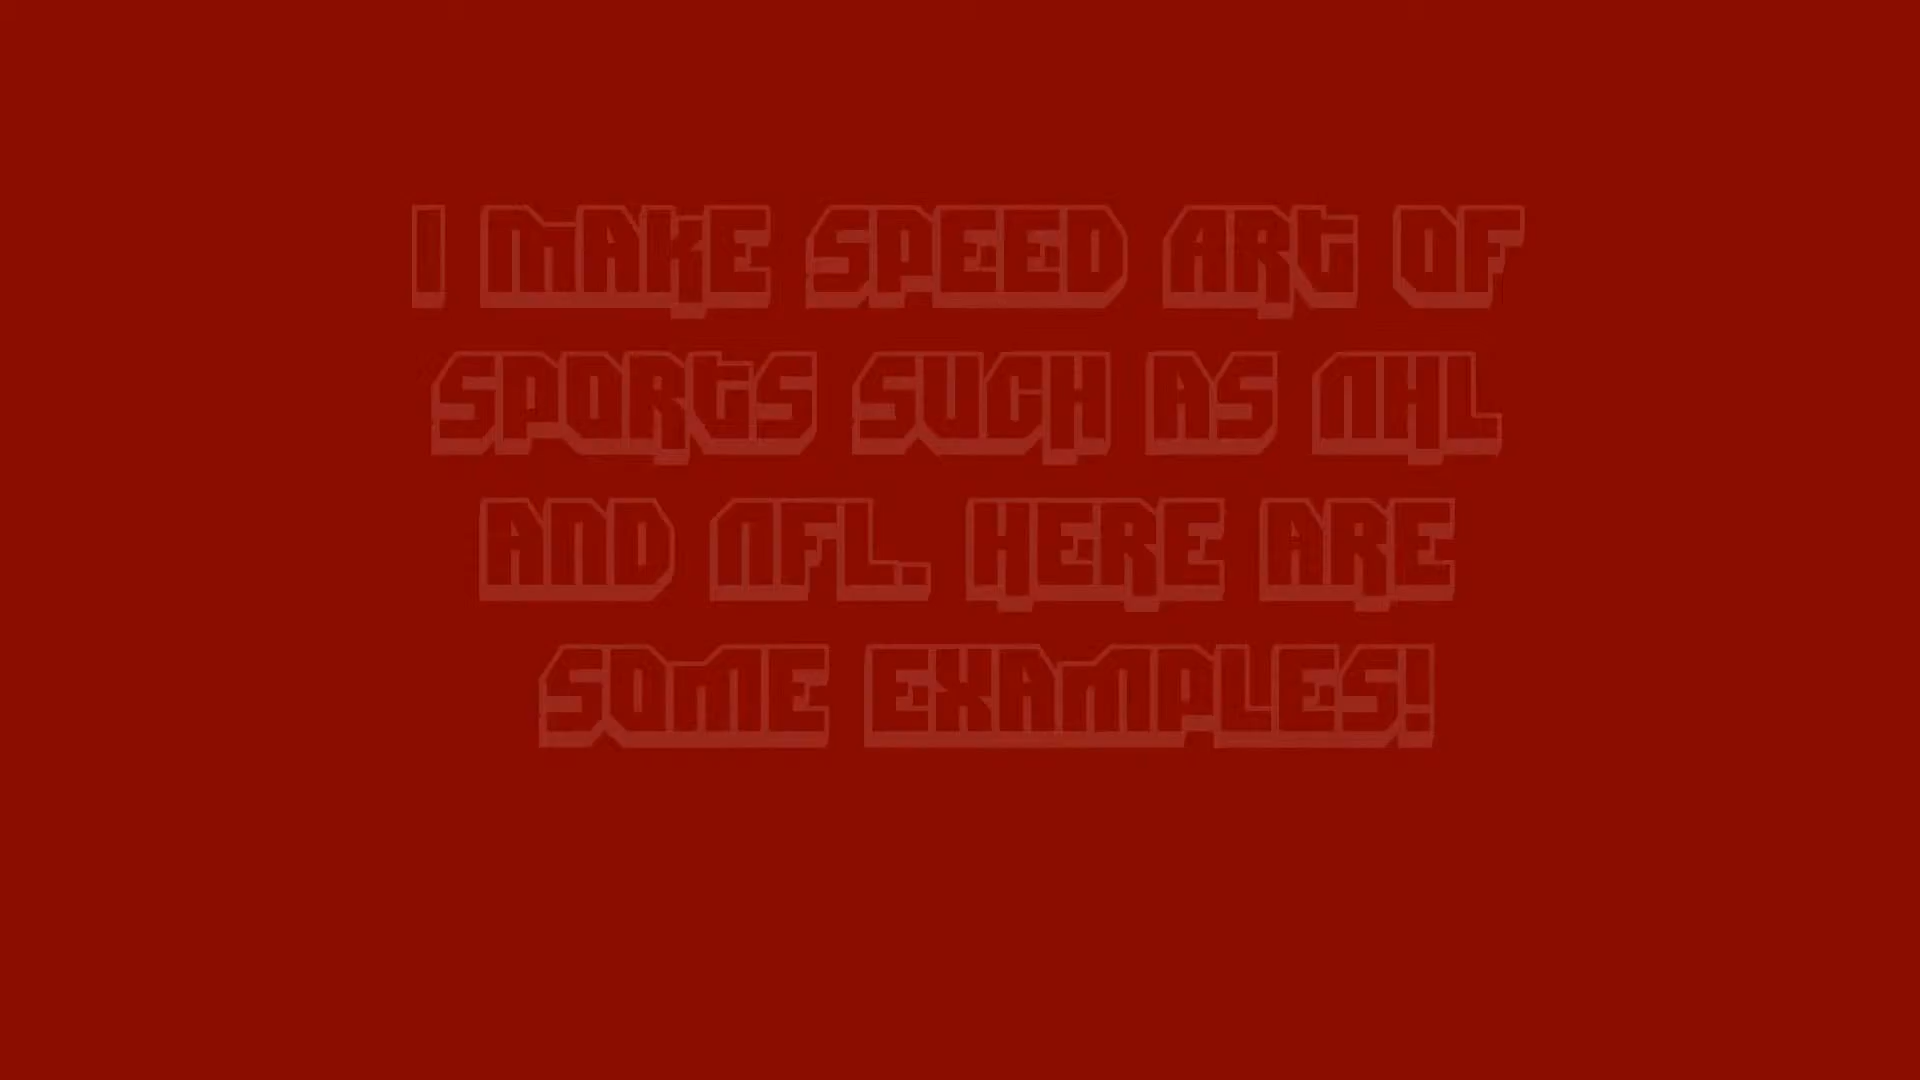 I MAKE SPEED ART OF
SPORTS SUCH AS NHL
AND NFL. HERE ARE
SOME EXAMPLES!